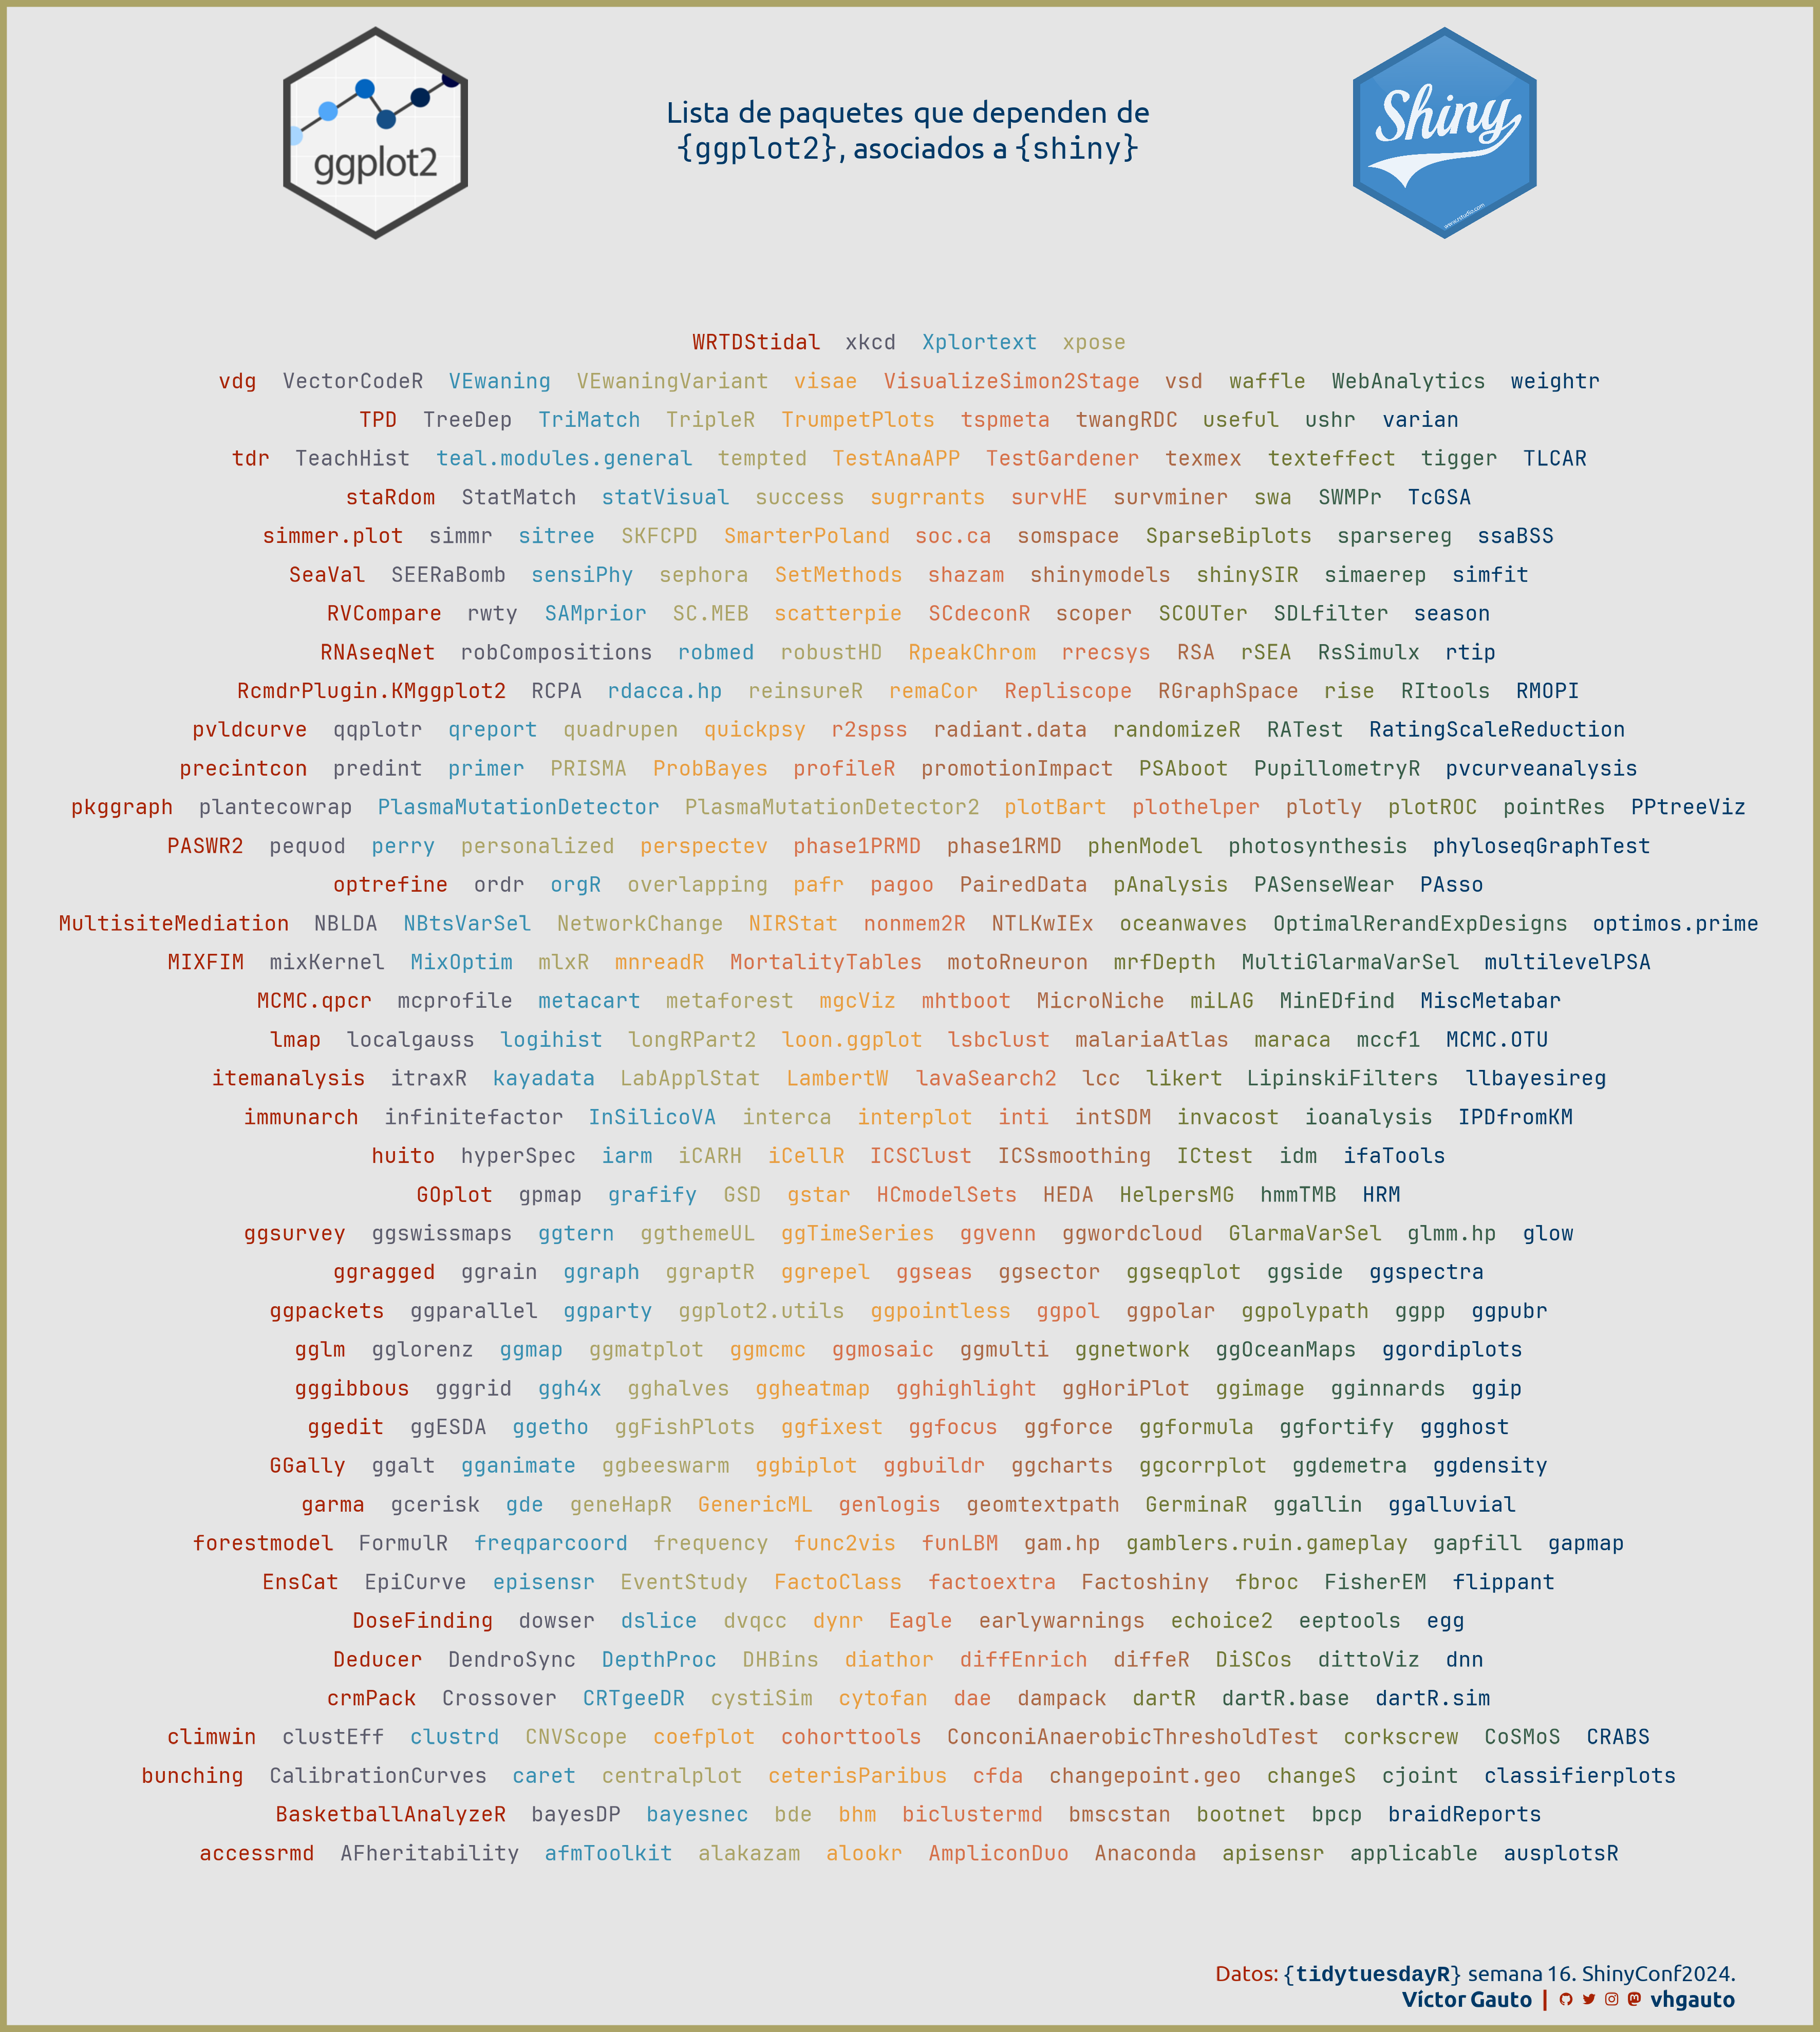 ggplot2
Lista de paquetes que dependen de
{ggplot2}, asociados a {shiny}
Shiny
www.rstudio.com
WRTDStidal xkcd Xplortext xpose
vdg VectorCodeR VEwaning VEwaningVariant visae VisualizeSimon2Stage vsd waffle WebAnalytics weightr
TPD TreeDep TriMatch TripleR TrumpetPlots tspmeta twangRDC useful ushr varian
tdr TeachHist teal.modules.general tempted TestAnaAPP TestGardener texmex texteffect tigger TLCAR
staRdom StatMatch statVisual success sugrrants survHE survminer swa SWMPr TcGSA
simmer.plot simmr sitree SKFCPD SmarterPoland soc.ca somspace SparseBiplots sparsereg ssaBSS
SeaVal SEERaBomb sensiPhy sephora SetMethods shazam shinymodels shinySIR simaerep simfit
RVCompare rwty SAMprior SC.MEB scatterpie SCdeconR scoper SCOUTer SDLfilter season
RNAseqNet robCompositions robmed robustHD RpeakChrom rrecsys RSA rSEA RsSimulx rtip
RcmdrPlugin.KMggplot2 RCPA rdacca.hp reinsureR remaCor Repliscope RGraphSpace rise RItools RMOPI
pvldcurve qqplotr qreport quadrupen quickpsy r2spss radiant.data randomizeR RATest RatingScaleReduction
precintcon predint primer PRISMA ProbBayes profileR promotionImpact PSAboot PupillometryR pvcurveanalysis
pkggraph plantecowrap PlasmaMutationDetector PlasmaMutationDetector2 plotBart plothelper plotly plotROC pointRes PPtreeViz
PASWR2 pequod perry personalized perspectev phase1PRMD phase1RMD phenModel photosynthesis phyloseqGraphTest
optrefine ordr orgR overlapping pafr pagoo PairedData pAnalysis PASenseWear PAsso
MultisiteMediation NBLDA NBtsVarSel NetworkChange NIRStat nonmem2R NTLKwIEx oceanwaves OptimalRerandExpDesigns optimos.prime
MIXFIM mixKernel MixOptim mlxR mnreadR MortalityTables motoRneuron mrfDepth MultiGlarmaVarSel multilevelPSA
MCMC.qpcr mcprofile metacart metaforest mgcViz mhtboot MicroNiche miLAG MinEDfind MiscMetabar
lmap localgauss logihist longRPart2 loon.ggplot lsbclust malariaAtlas maraca mccf1 MCMC.OTU
itemanalysis itraxR kayadata LabApplStat LambertW lavaSearch2 lcc likert LipinskiFilters llbayesireg
immunarch infinitefactor InSilicoVA interca interplot inti intSDM invacost ioanalysis IPDfromKM
huito hyperSpec iarm iCARH iCellR ICSClust ICSsmoothing ICtest idm ifaTools
GOplot gpmap grafify GSD gstar HCmodelSets HEDA HelpersMG hmmTMB HRM
ggsurvey ggswissmaps ggtern ggthemeUL ggTimeSeries ggvenn ggwordcloud GlarmaVarSel glmm.hp glow
ggragged ggrain ggraph ggraptR ggrepel ggseas ggsector ggseqplot ggside ggspectra
ggpackets ggparallel ggparty ggplot2.utils ggpointless ggpol ggpolar ggpolypath ggpp ggpubr
gglm gglorenz ggmap ggmatplot ggmcmc ggmosaic ggmulti ggnetwork ggOceanMaps ggordiplots
gggibbous gggrid ggh4x gghalves ggheatmap gghighlight ggHoriPlot ggimage gginnards ggip
ggedit ggESDA ggetho ggFishPlots ggfixest ggfocus ggforce ggformula ggfortify ggghost
GGally ggalt gganimate ggbeeswarm ggbiplot ggbuildr ggcharts ggcorrplot ggdemetra ggdensity
garma gcerisk gde geneHapR GenericML genlogis geomtextpath GerminaR ggallin ggalluvial
forestmodel FormulR freqparcoord frequency func2vis funLBM gam.hp gamblers.ruin.gameplay gapfill gapmap
EnsCat EpiCurve episensr EventStudy FactoClass factoextra Factoshiny fbroc FisherEM flippant
DoseFinding dowser dslice dvqcc dynr Eagle earlywarnings echoice2 eeptools egg
Deducer DendroSync DepthProc DHBins diathor diffEnrich differ DiSCos dittoViz dnn
crmPack Crossover CRTgeeDR cystiSim cytofan dae dampack dartR dartR.base dartR.sim
climwin clustEff clustrd CNVScope coefplot cohorttools ConconiAnaerobicThresholdTest corkscrew CoSMoS CRABS
bunching CalibrationCurves caret centralplot ceterisParibus cfda changepoint.geo changeS cjoint classifierplots
BasketballAnalyzeR bayesDP bayesnec bde bhm biclustermd bmscstan bootnet bpcp braidReports
accessrmd AFheritability afmToolkit alakazam alookr AmpliconDuo Anaconda apisensr applicable ausplotsR
Datos: {tidytuesdayR} semana 16. ShinyConf2024.
Víctor Gauto | vhgauto